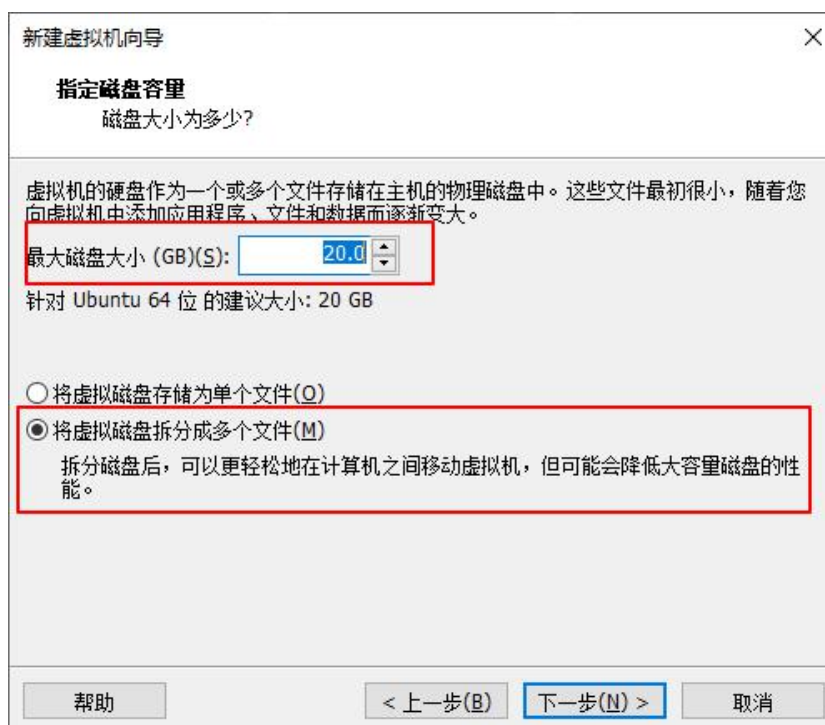 新建虚拟机向导
指定磁盘容量
磁盘大小为多少?
虚拟机的硬盘作为一个或多个文件存储在主机的物理磁盘中。这些文件最初很小，随着您
向虚拟机中添加应用程序、文件和数据而逐渐变大。
最大磁盘大小 (GB)(S): 20.0
针对 Ubuntu 64 位 的建议大小: 20 GB
将虚拟磁盘存储为单个文件(O)
将虚拟磁盘拆分成多个文件(M)
拆分磁盘后，可以更轻松地在计算机之间移动虚拟机，但可能会降低大容量磁盘的性
能。
帮助 < 上一步(B) 下一步(N) > 取消